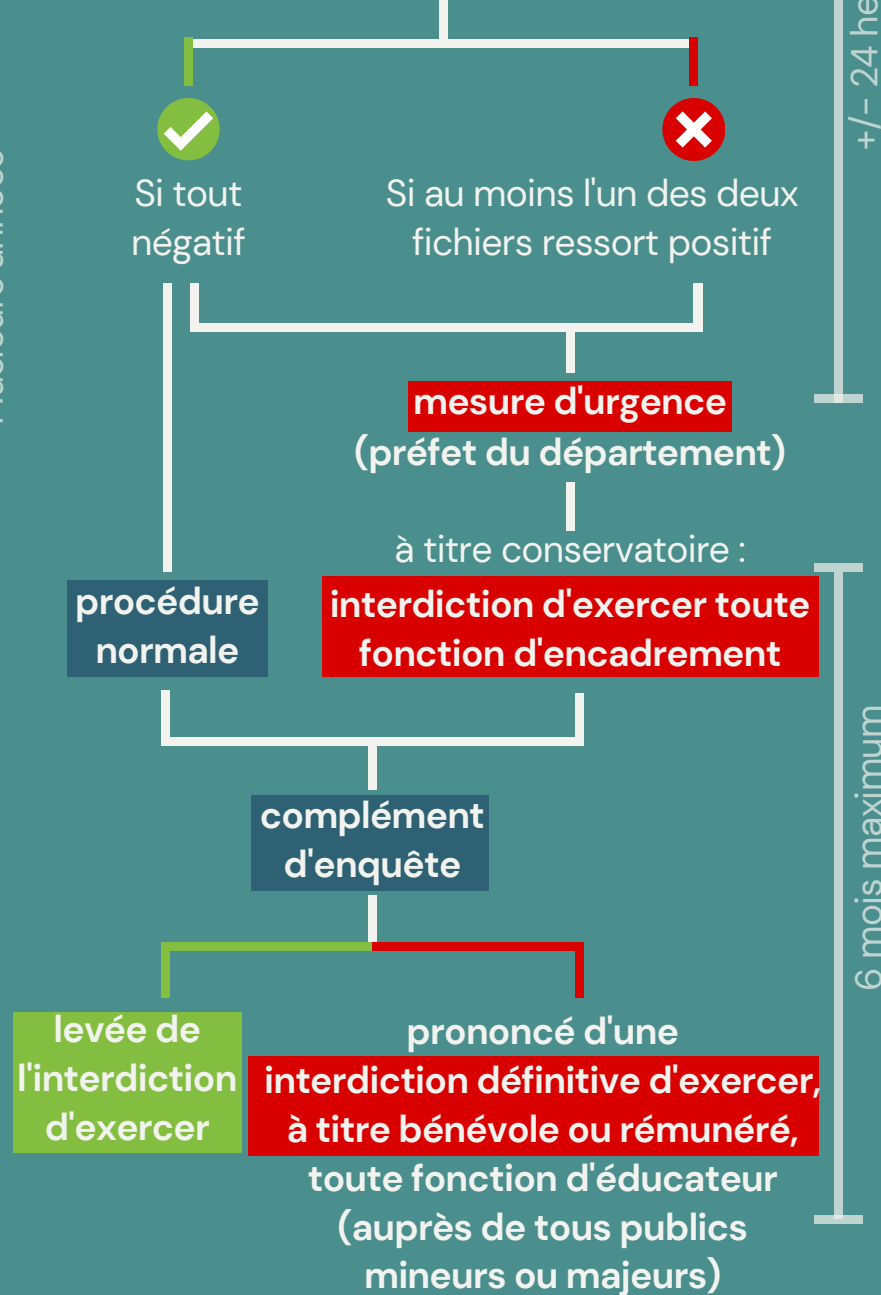 +/- 24 he
Si tout
négatif
Si au moins l'un des deux
fichiers ressort positif
mesure d'urgence
(préfet du département)
à titre conservatoire :
procédure
normale
interdiction d'exercer toute
fonction d'encadrement
6 mois maximum
complément
d'enquête
levée de
l'interdiction
d'exercer
prononcé d'une
interdiction définitive d'exercer,
à titre bénévole ou rémunéré,
toute fonction d'éducateur
(auprès de tous publics
mineurs ou majeurs)